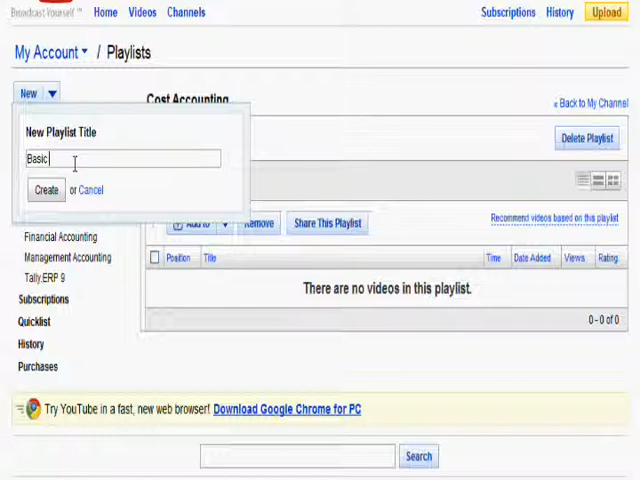 Broadcast Yourself ™
Home Videos Channels
Subscriptions History Upload
My Account / Playlists
New
Cost Accounting
« Back to My Channel
New Playlist Title
Basic
Create or Cancel
Delete Playlist
Add to Remove Share This Playlist
Recommend videos based on this playlist
Financial Accounting
Management Accounting
Tally.ERP 9
Subscriptions
Quicklist
History
Purchases
Position Title Time Date Added Views Rating
There are no videos in this playlist.
0 - 0 of 0
Try YouTube in a fast, new web browser! Download Google Chrome for PC
Search